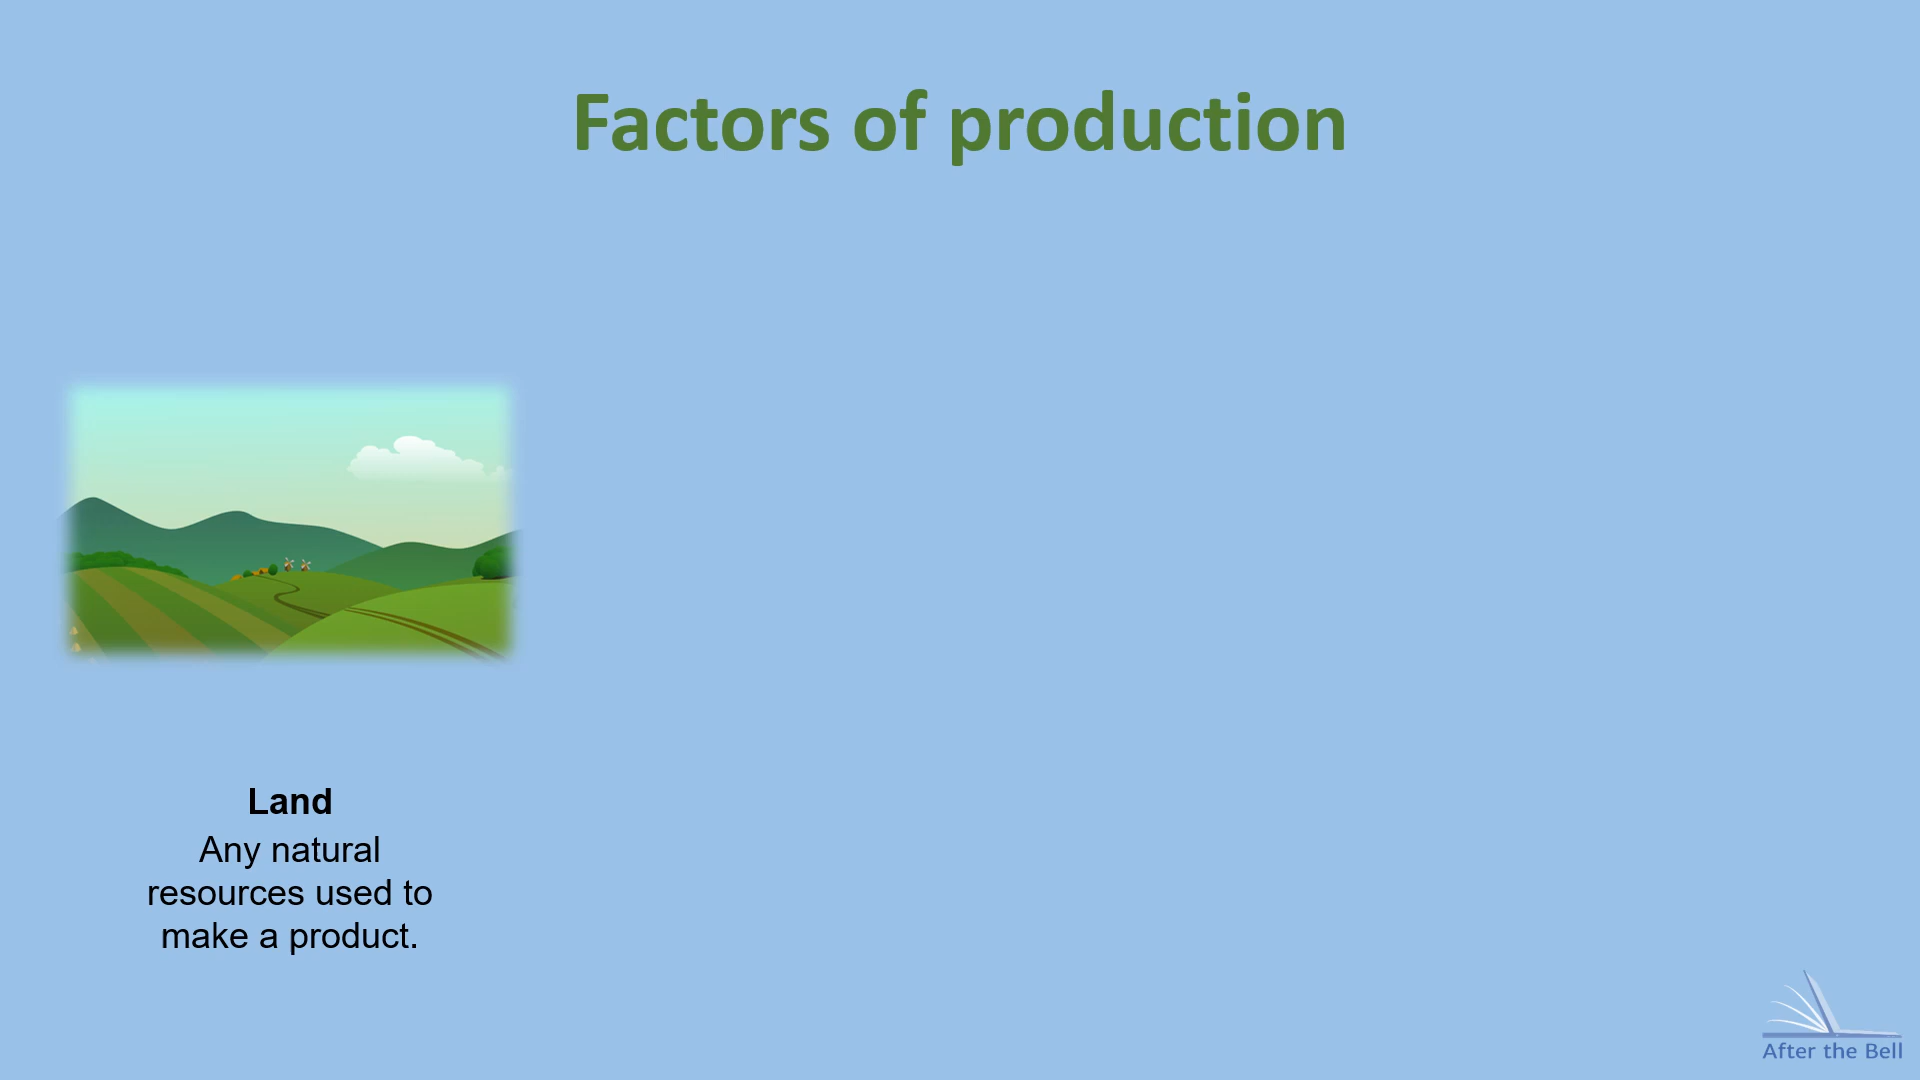 Factors of production
Land
Any natural
resources used to
make a product.
After the Bell